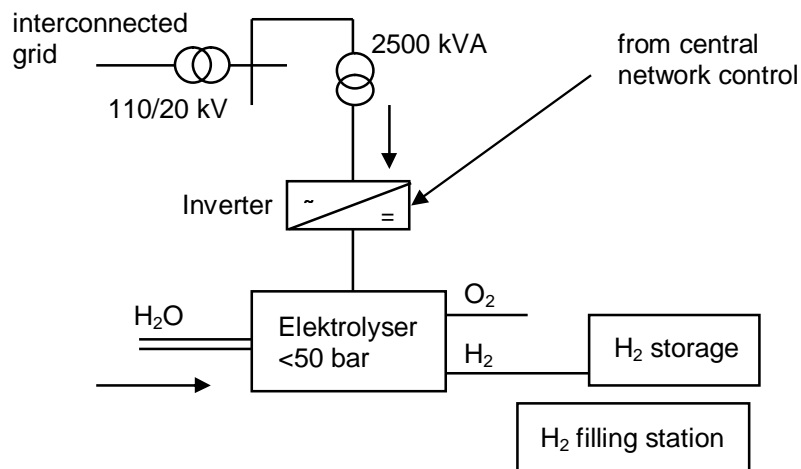 interconnected
grid
2500 kVA
from central
network control
110/20 kV
Inverter
~
=
H₂O
Elektrolyser
<50 bar
O₂
H₂
H₂ storage
H₂ filling station